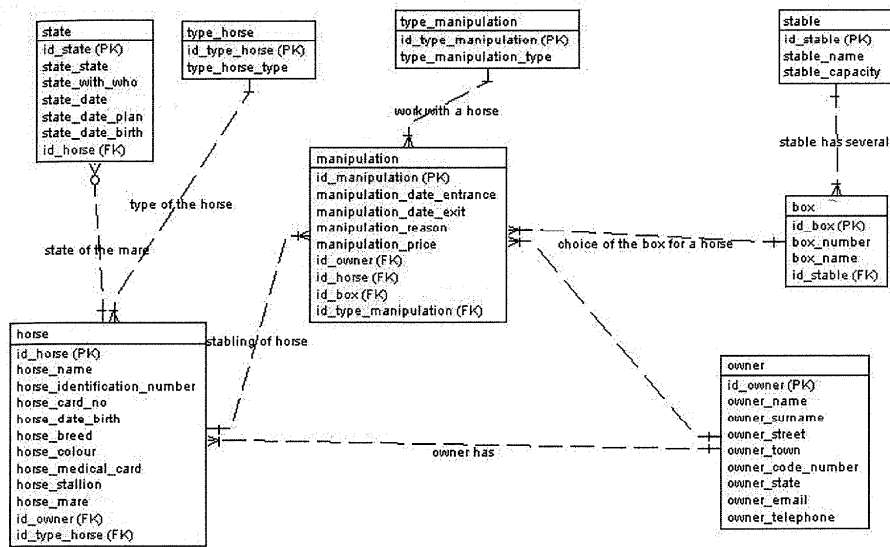 state
id_state (PK)
state_state
state_with_who
state_date
state_date_plan
state_date_birth
id_horse (FK)
type_horse
id_type_horse (PK)
type_horse_type
type_manipulation
id_type_manipulation (PK)
type_manipulation_type
stable
id_stable (PK)
stable_name
stable_capacity
work with a horse
stable has several
type of the horse
state of the mare
manipulation
id_manipulation (PK)
manipulation_date_entrance
manipulation_date_exit
manipulation_reason
manipulation_price
id_owner (FK)
id_horse (FK)
id_box (FK)
id_type_manipulation (FK)
choice of the box for a horse
box
id_box (PK)
box_number
box_name
id_stable (FK)
stabling of horse
horse
id_horse (PK)
horse_name
horse_identification_number
horse_card_no
horse_date_birth
horse_breed
horse_colour
horse_medical_card
horse_stallion
horse_mare
id_owner (FK)
id_type_horse (FK)
owner has
owner
id_owner (PK)
owner_name
owner_surname
owner_street
owner_town
owner_code_number
owner_state
owner_email
owner_telephone